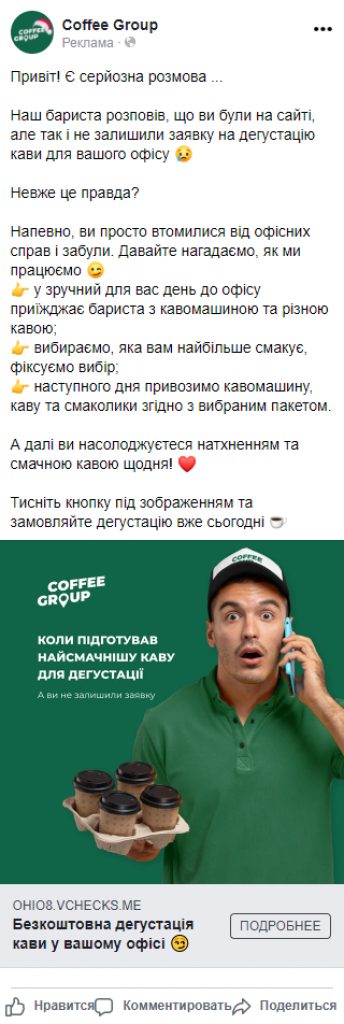 Coffee Group
Реклама ·
Привіт! Є серйозна розмова ...
Наш бариста розповів, що ви були на сайті,
але так і не залишили заявку на дегустацію
кави для вашого офісу 😥
Невже це правда?
Напевно, ви просто втомилися від офісних
справ і забули. Давайте нагадаємо, як ми
працюємо 😉
👉 у зручний для вас день до офісу
приїжджає бариста з кавомашиною та різною
кавою;
👉 вибираємо, яка вам найбільше смакує,
фіксуємо вибір;
👉 наступного дня привозимо кавомашину,
каву та смаколики згідно з вибраним пакетом.
А далі ви насолоджуєтеся натхненням та
смачною кавою щодня! ♥
Тисніть кнопку під зображенням та
замовляйте дегустацію вже сьогодні ☕
COFFEE
GROUP
COFFEE
GROUP
КОЛИ ПІДГОТУВАВ
НАЙСМАЧНІШУ КАВУ
ДЛЯ ДЕГУСТАЦІЇ
А ви не залишили заявку
OHIO8.VCHECKS.ME
Безкоштовна дегустація
кави у вашому офісі 😏
ПОДРОБНЕЕ
Нравится
Комментировать
Поделиться